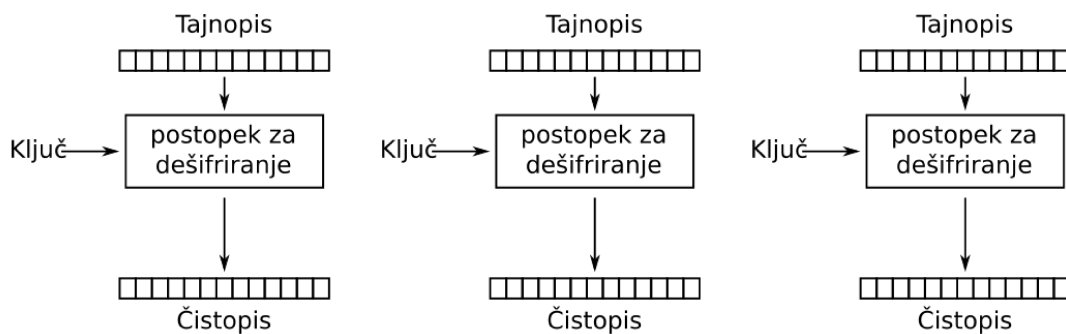 Tajnopis
Ključ
postopek za
dešifriranje
Čistopis
Tajnopis
Ključ
postopek za
dešifriranje
Čistopis
Tajnopis
Ključ
postopek za
dešifriranje
Čistopis